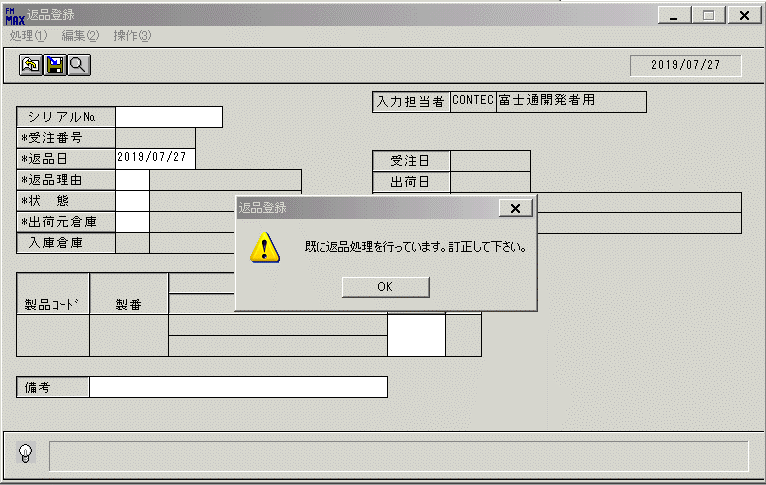 FM
MAX
返品登録
処理(1) 編集(2) 操作(3)
2019/07/27
入力担当者 CONTEC 富士通開発者用
シリアル№
*受注番号
*返品日 2019/07/27
*返品理由
*状　態
*出荷元倉庫
入庫倉庫
受注日
出荷日
返品登録
既に返品処理を行っています。訂正して下さい。
OK
製品ｺｰﾄﾞ 製番
備考